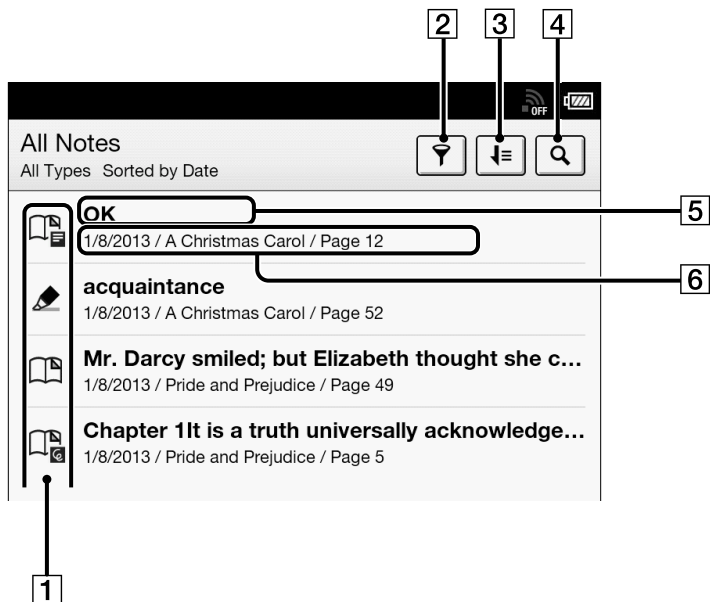 2 3 4
OFF
All Notes
All Types Sorted by Date
OK
5
1/8/2013 / A Christmas Carol / Page 12
6
acquaintance
1/8/2013 / A Christmas Carol / Page 52
Mr. Darcy smiled; but Elizabeth thought she c...
1/8/2013 / Pride and Prejudice / Page 49
Chapter 1It is a truth universally acknowledge...
1/8/2013 / Pride and Prejudice / Page 5
1